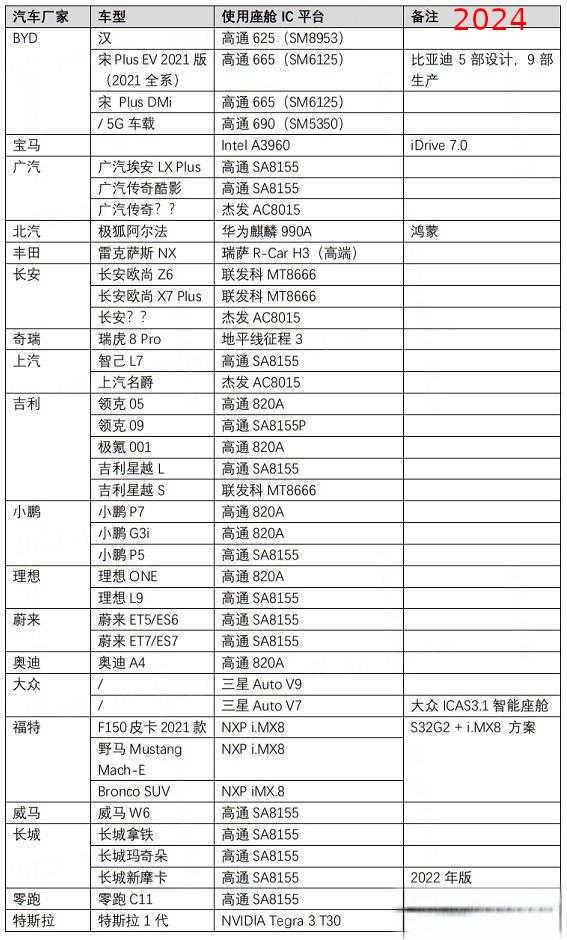 汽车厂家 车型 使用座舱 IC 平台 备注 2024
BYD 汉 高通 625（SM8953）
宋 Plus EV 2021 版 高通 665（SM6125） 比亚迪 5 部设计，9 部
（2021 全系） 生产
宋 Plus DMi 高通 665（SM6125）
/ 5G 车载 高通 690（SM5350）
宝马 Intel A3960 iDrive 7.0
广汽 广汽埃安 LX Plus 高通 SA8155
广汽传奇酷影 高通 SA8155
广汽传奇？？ 杰发 AC8015
北汽 极狐阿尔法 华为麒麟 990A 鸿蒙
丰田 雷克萨斯 NX 瑞萨 R-Car H3（高端）
长安 长安欧尚 Z6 联发科 MT8666
长安欧尚 X7 Plus 联发科 MT8666
长安？？ 杰发 AC8015
奇瑞 瑞虎 8 Pro 地平线征程 3
上汽 智己 L7 高通 SA8155
上汽名爵 杰发 AC8015
吉利 领克 05 高通 820A
领克 09 高通 SA8155P
极氪 001 高通 820A
吉利星越 L 高通 SA8155
吉利星越 S 联发科 MT8666
小鹏 小鹏 P7 高通 820A
小鹏 G3i 高通 820A
小鹏 P5 高通 SA8155
理想 理想 ONE 高通 820A
理想 L9 高通 SA8155
蔚来 蔚来 ET5/ES6 高通 SA8155
蔚来 ET7/ES7 高通 SA8155
奥迪 奥迪 A4 高通 820A
大众 / 三星 Auto V9
/ 三星 Auto V7 大众 ICAS3.1 智能座舱
福特 F150 皮卡 2021 款 NXP i.MX8 S32G2 + i.MX8 方案
野马 Mustang NXP i.MX8
Mach-E
Bronco SUV NXP iMX.8
威马 威马 W6 高通 SA8155
长城 长城拿铁 高通 SA8155
长城玛奇朵 高通 SA8155
长城新摩卡 高通 SA8155 2022 年版
零跑 零跑 C11 高通 SA8155
特斯拉 特斯拉 1 代 NVIDIA Tegra 3 T30